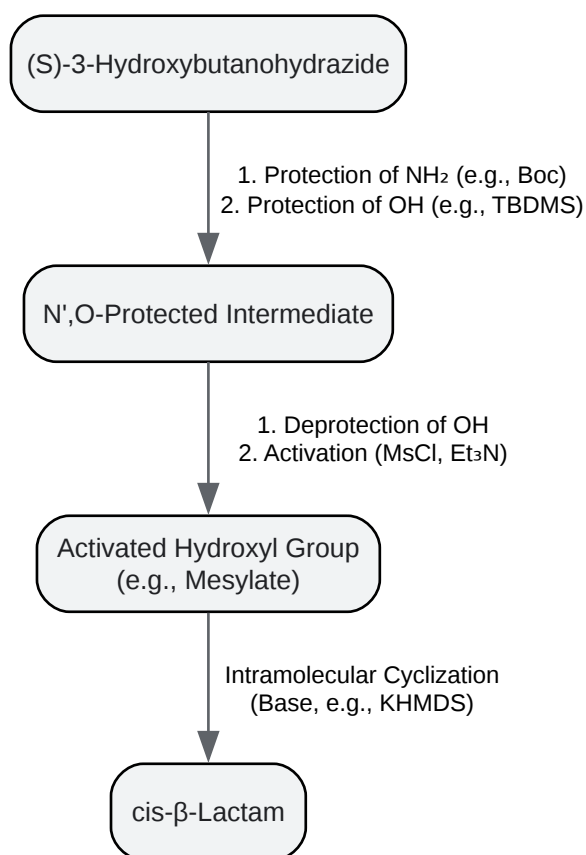 (S)-3-Hydroxybutanohydrazide
1. Protection of NH₂ (e.g., Boc)
2. Protection of OH (e.g., TBDMS)
N',O-Protected Intermediate
1. Deprotection of OH
2. Activation (MsCl, Et₃N)
Activated Hydroxyl Group
(e.g., Mesylate)
Intramolecular Cyclization
(Base, e.g., KHMDS)
cis-β-Lactam